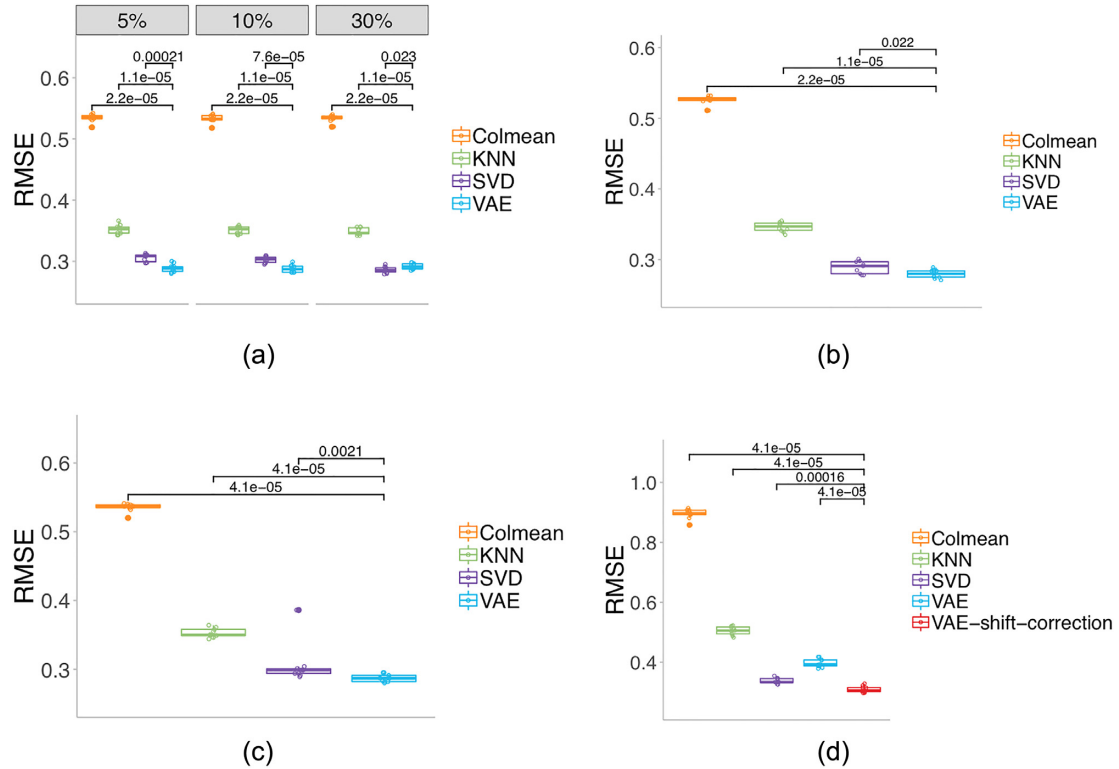 5% 10% 30%
0.00021 7.6e−05 0.023
1.1e−05 1.1e−05 1.1e−05
2.2e−05 2.2e−05 2.2e−05
0.6
0.5
0.4
0.3
RMSE
Colmean
KNN
SVD
VAE
(a)
0.022
1.1e−05
2.2e−05
0.6
0.5
0.4
0.3
RMSE
Colmean
KNN
SVD
VAE
(b)
0.0021
4.1e−05
4.1e−05
0.6
0.5
0.4
0.3
RMSE
Colmean
KNN
SVD
VAE
(c)
4.1e−05
4.1e−05
0.00016
4.1e−05
1.0
0.8
0.6
0.4
RMSE
Colmean
KNN
SVD
VAE
VAE−shift−correction
(d)